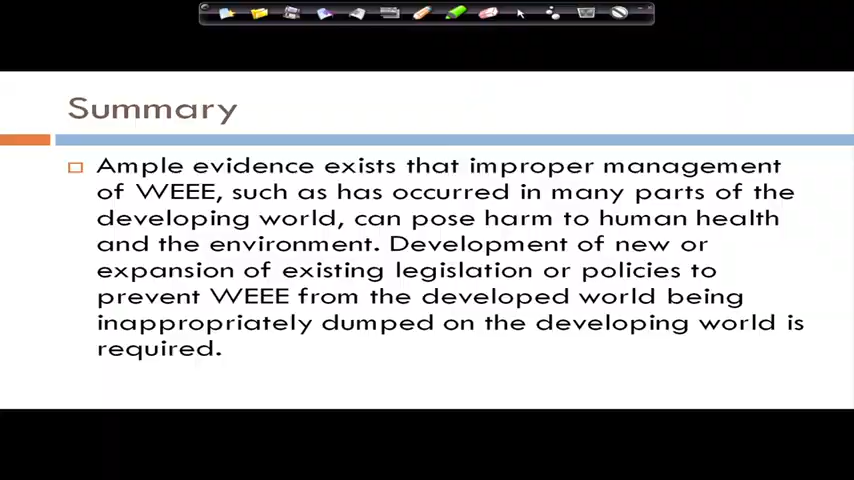 Summary
Ample evidence exists that improper management
of WEEE, such as has occurred in many parts of the
developing world, can pose harm to human health
and the environment. Development of new or
expansion of existing legislation or policies to
prevent WEEE from the developed world being
inappropriately dumped on the developing world is
required.